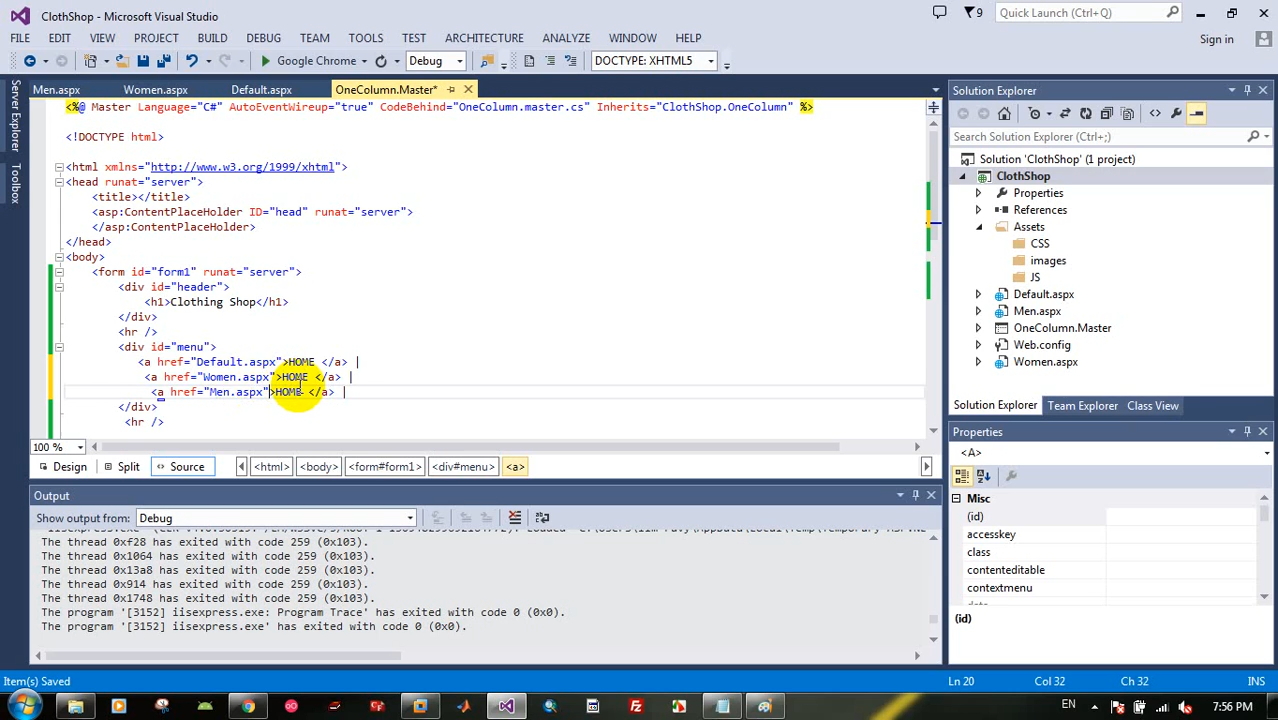 ClothShop - Microsoft Visual Studio
9
Quick Launch (Ctrl+Q)
FILE EDIT VIEW PROJECT BUILD DEBUG TEAM TOOLS TEST ARCHITECTURE ANALYZE WINDOW HELP
Sign in
Google Chrome
Debug
DOCTYPE: XHTML5
Server Explorer
Toolbox
Men.aspx Women.aspx Default.aspx OneColumn.Master*
<%@ Master Language="C#" AutoEventWireup="true" CodeBehind="OneColumn.master.cs" Inherits="ClothShop.OneColumn" %>
<!DOCTYPE html>
<html xmlns="http://www.w3.org/1999/xhtml">
<head runat="server">
<title></title>
<asp:ContentPlaceHolder ID="head" runat="server">
</asp:ContentPlaceHolder>
</head>
<body>
<form id="form1" runat="server">
<div id="header">
<h1>Clothing Shop</h1>
</div>
<hr />
<div id="menu">
<a href="Default.aspx">HOME </a> |
<a href="Women.aspx">HOME </a> |
<a href="Men.aspx">HOME </a> |
</div>
<hr />
100 %
Design Split Source
<html> <body> <form#form1> <div#menu> <a>
Output
Show output from: Debug
The thread 0xf28 has exited with code 259 (0x103).
The thread 0x1064 has exited with code 259 (0x103).
The thread 0x13a8 has exited with code 259 (0x103).
The thread 0x914 has exited with code 259 (0x103).
The thread 0x1748 has exited with code 259 (0x103).
The program '[3152] iisexpress.exe: Program Trace' has exited with code 0 (0x0).
The program '[3152] iisexpress.exe' has exited with code 0 (0x0).
Solution Explorer
Search Solution Explorer (Ctrl+;)
Solution 'ClothShop' (1 project)
ClothShop
Properties
References
Assets
CSS
images
JS
Default.aspx
Men.aspx
OneColumn.Master
Web.config
Women.aspx
Solution Explorer Team Explorer Class View
Properties
<A>
Misc
(id)
accesskey
class
contenteditable
contextmenu
(id)
Item(s) Saved
Ln 20 Col 32 Ch 32 INS
EN
7:56 PM